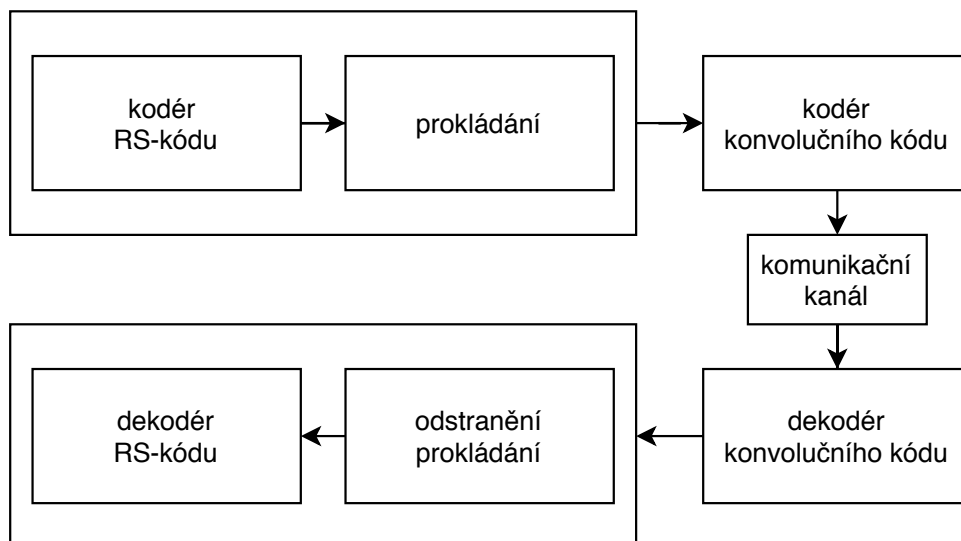 kodér
RS-kódu
prokládání
kodér
konvolučního kódu
komunikační
kanál
dekodér
RS-kódu
odstranění
prokládání
dekodér
konvolučního kódu